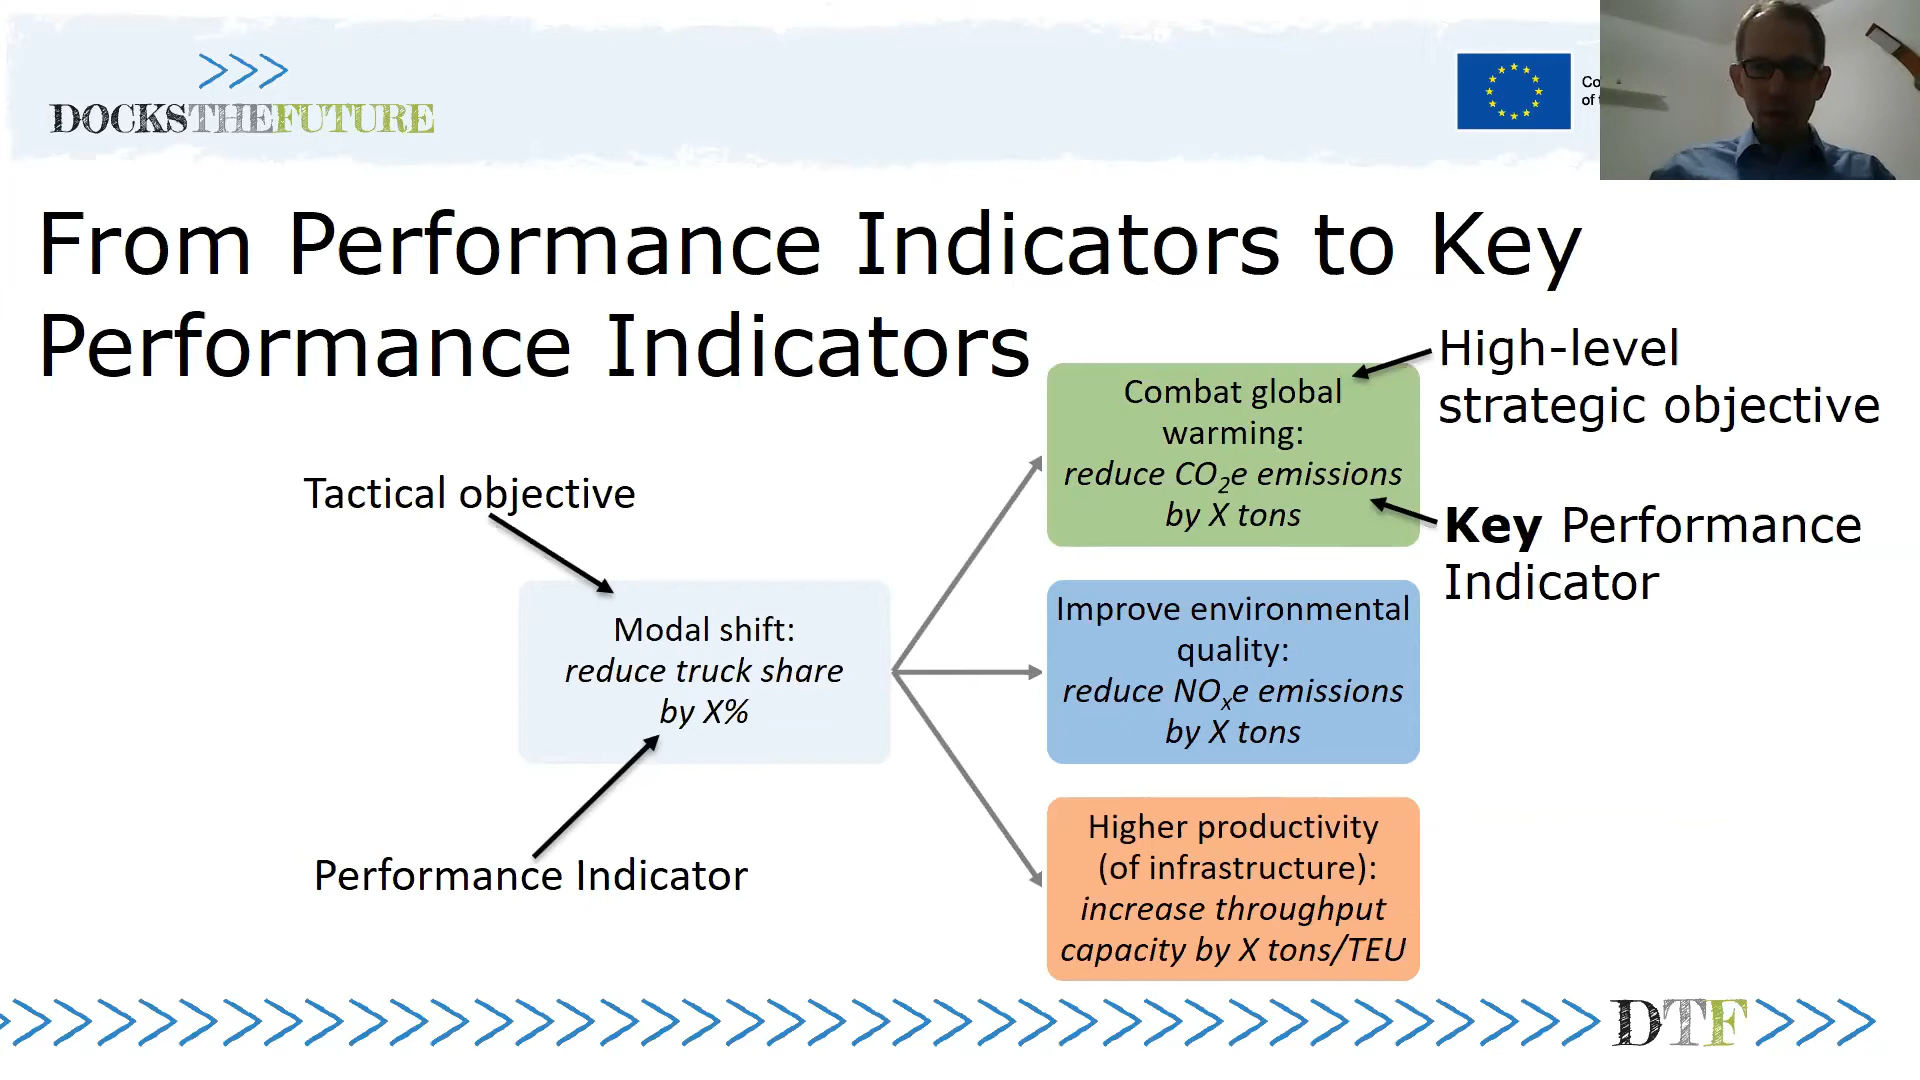 DOCKSTHEFUTURE
Co
of t
From Performance Indicators to Key
Performance Indicators
High-level
strategic objective
Combat global
warming:
reduce CO₂e emissions
by X tons
Key Performance
Indicator
Tactical objective
Modal shift:
reduce truck share
by X%
Performance Indicator
Improve environmental
quality:
reduce NOₓe emissions
by X tons
Higher productivity
(of infrastructure):
increase throughput
capacity by X tons/TEU
DTF